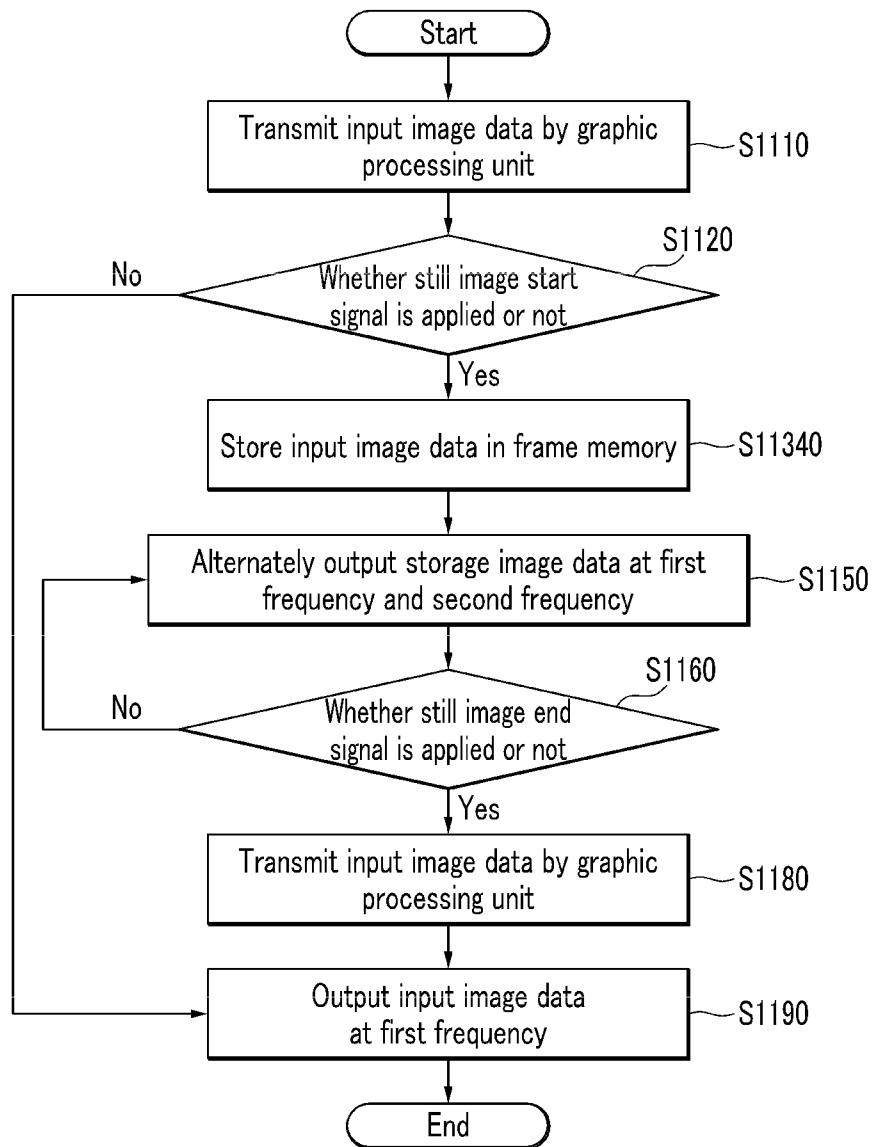 Start
Transmit input image data by graphic
processing unit
S1110
S1120
Whether still image start
signal is applied or not
No
Yes
Store input image data in frame memory
S11340
Alternately output storage image data at first
frequency and second frequency
S1150
S1160
Whether still image end
signal is applied or not
No
Yes
Transmit input image data by graphic
processing unit
S1180
Output input image data
at first frequency
S1190
End